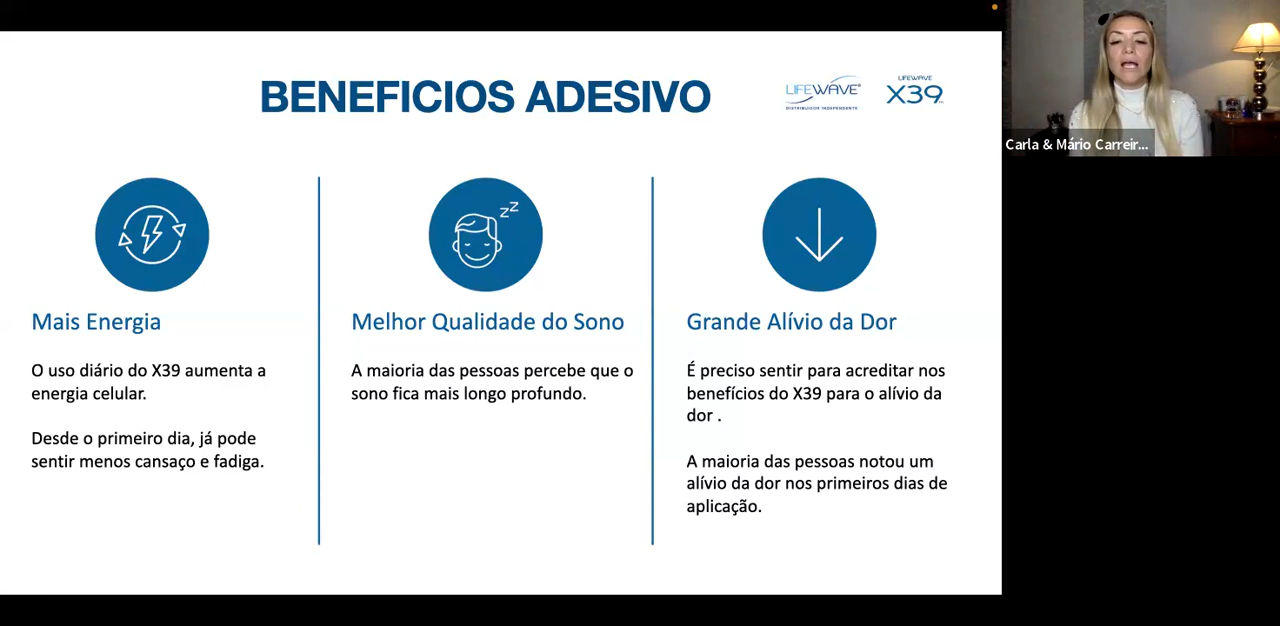 BENEFICIOS ADESIVO
LIFEWAVE®
DISTRIBUIDOR INDEPENDENTE
LIFEWAVE
X39
Carla & Mário Carreir...
zz
Mais Energia
O uso diário do X39 aumenta a
energia celular.
Desde o primeiro dia, já pode
sentir menos cansaço e fadiga.
Melhor Qualidade do Sono
A maioria das pessoas percebe que o
sono fica mais longo profundo.
Grande Alívio da Dor
É preciso sentir para acreditar nos
benefícios do X39 para o alívio da
dor .
A maioria das pessoas notou um
alívio da dor nos primeiros dias de
aplicação.